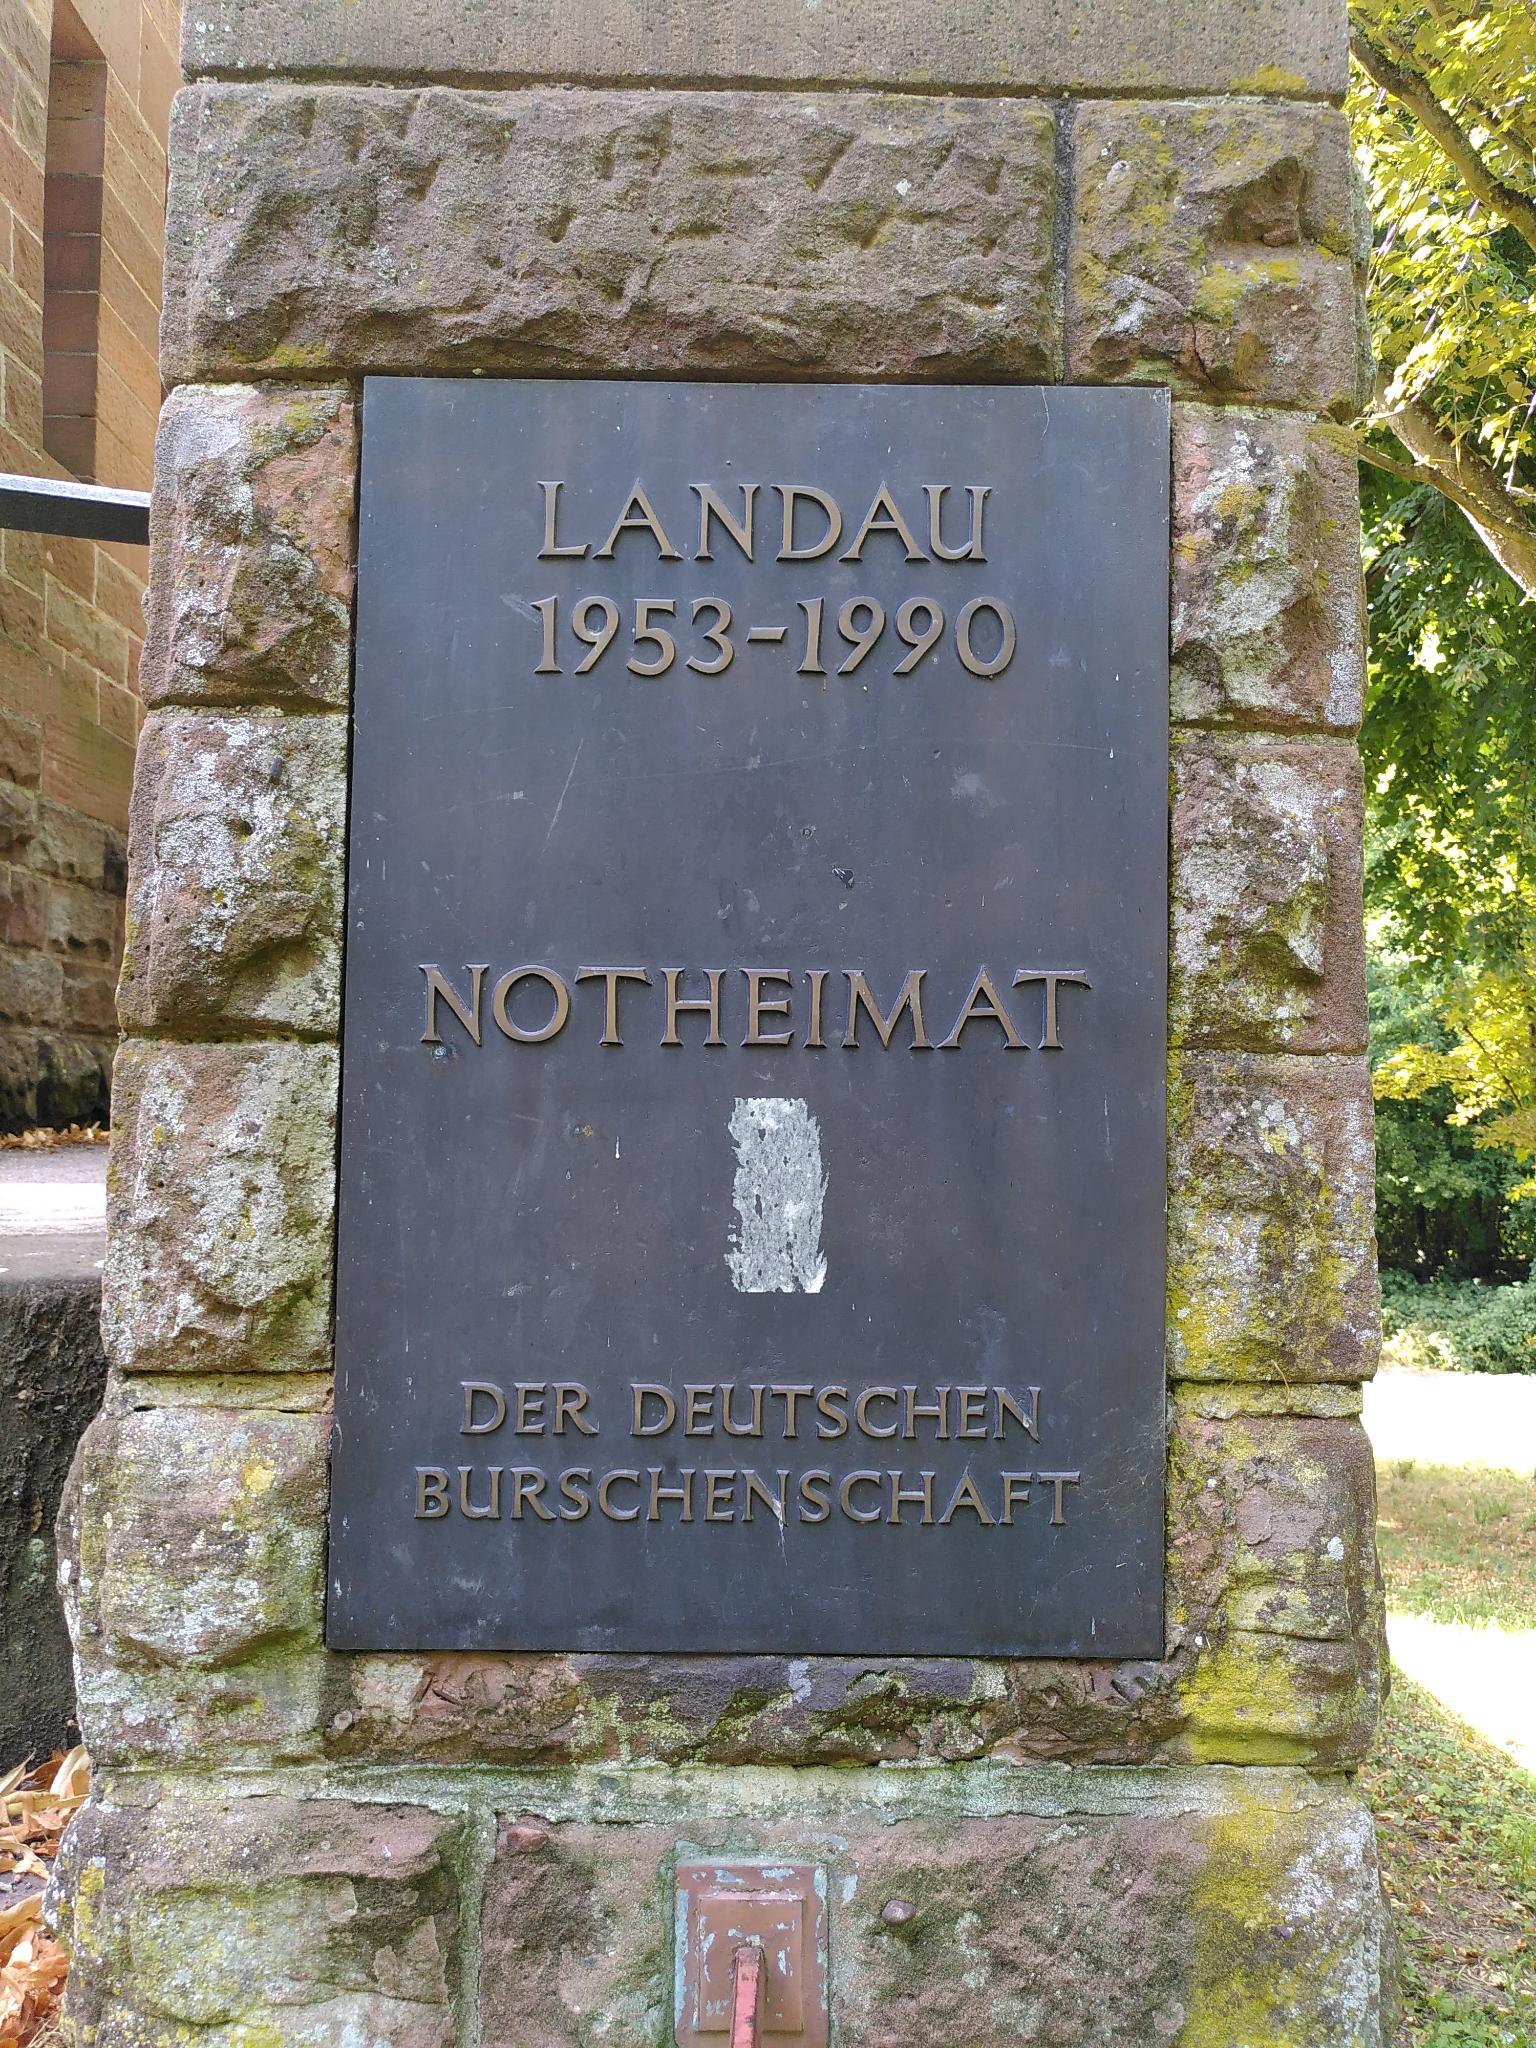 LANDAU
1953-1990
NOTHEIMAT
DER DEUTSCHEN
BURSCHENSCHAFT